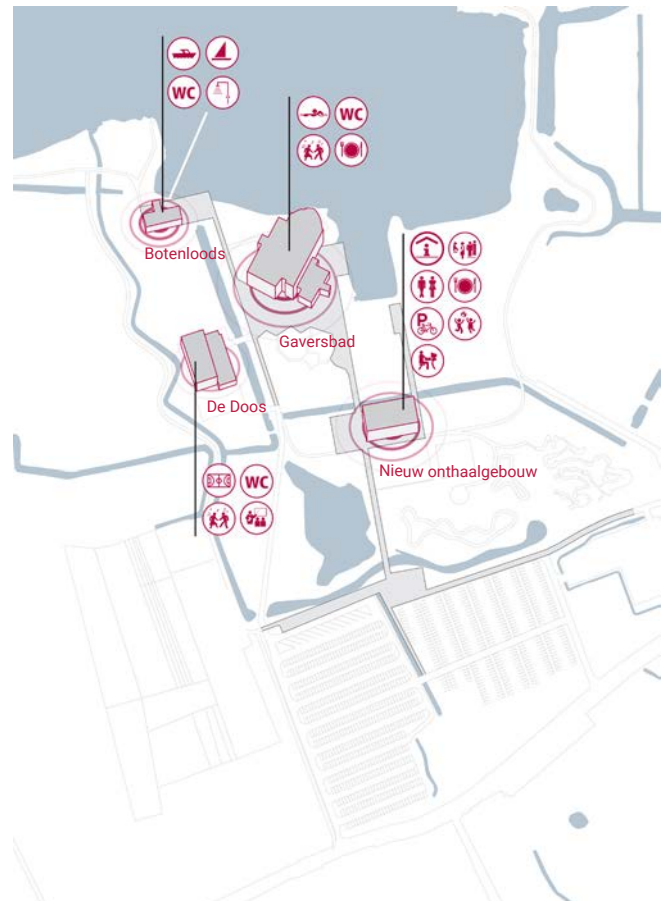 WC
WC
Botenloods
Gaversbad
P
De Doos
Nieuw onthaalgebouw
WC